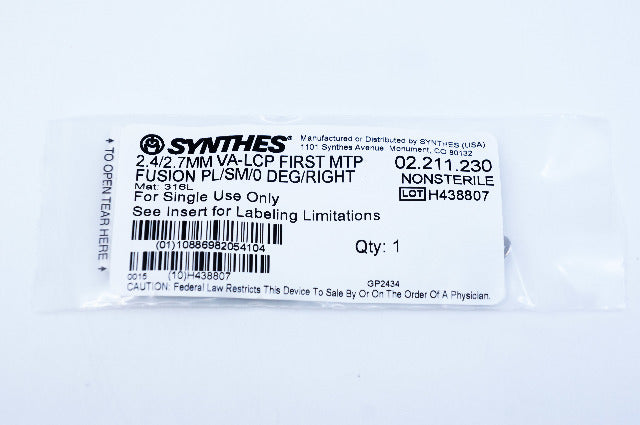 TO OPEN TEAR HERE
SYNTHES®
Manufactured or Distributed by SYNTHES (USA)
1101 Synthes Avenue Monument, CO 80132
2.4/2.7MM VA-LCP FIRST MTP
FUSION PL/SM/0 DEG/RIGHT
02.211.230
NONSTERILE
LOT H438807
Mat: 316L
For Single Use Only
See Insert for Labeling Limitations
(01)10886982054104
Qty: 1
0015
(10)H438807
GP2434
CAUTION: Federal Law Restricts This Device To Sale By Or On The Order Of A Physician.